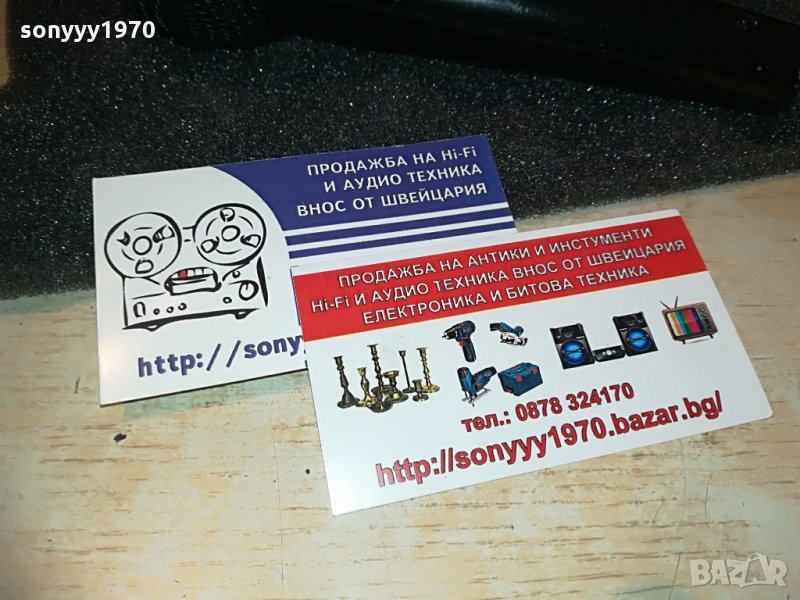 sonyyy1970
ПРОДАЖБА НА Hi-Fi
И АУДИО ТЕХНИКА
ВНОС ОТ ШВЕЙЦАРИЯ
http://sony
ПРОДАЖБА НА АНТИКИ И ИНСТУМЕНТИ
Hi-Fi И АУДИО ТЕХНИКА ВНОС ОТ ШВЕЙЦАРИЯ
ЕЛЕКТРОНИКА И БИТОВА ТЕХНИКА
тел.: 0878 324170
http://sonyyy1970.bazar.bg/
BAZAR